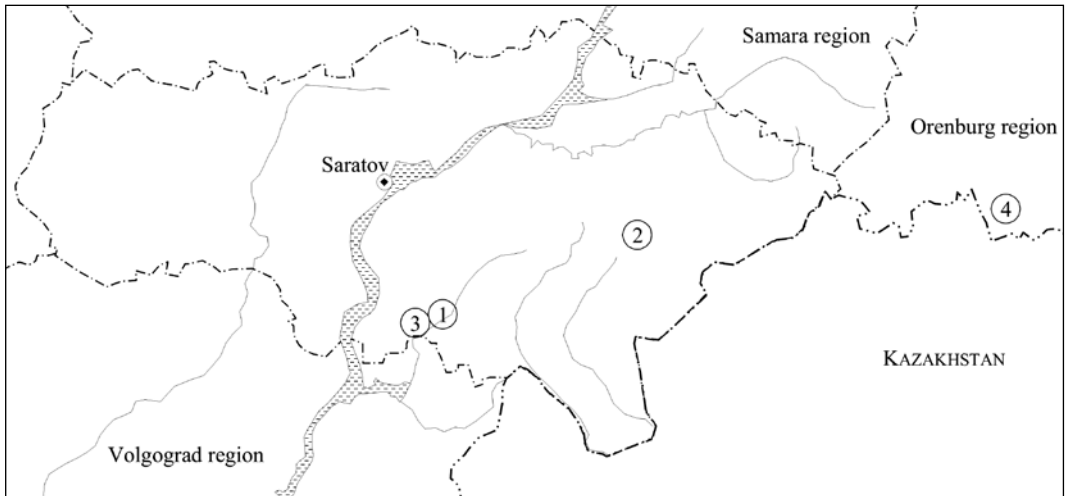 Samara region
Orenburg region
Saratov
4
2
1
3
KAZAKHSTAN
Volgograd region